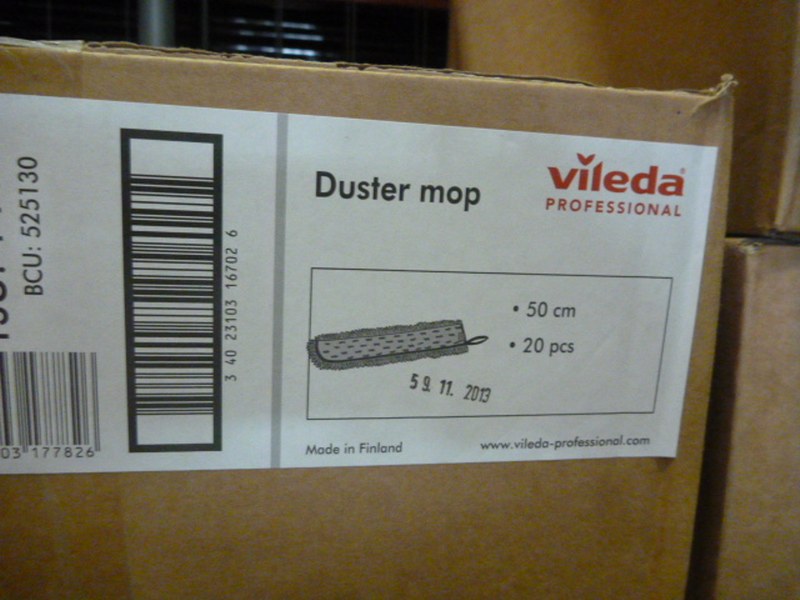 BCU: 525130
3 40 23103 16702 6
03 177826
Duster mop
vileda®
PROFESSIONAL
• 50 cm
• 20 pcs
59. 11. 2013
Made in Finland
www.vileda-professional.com